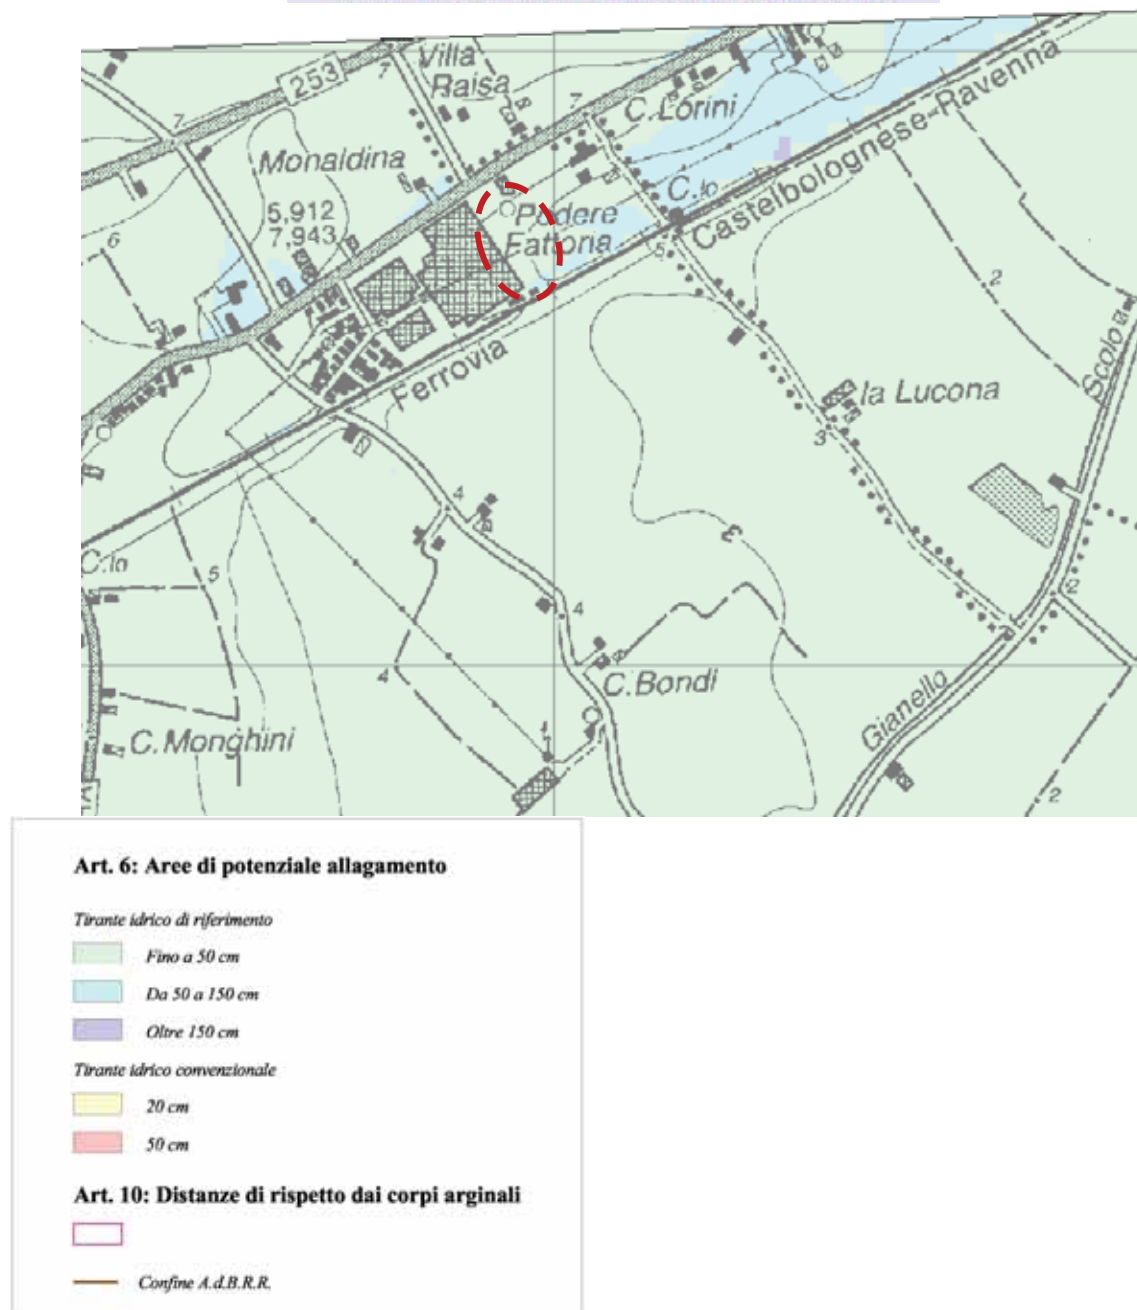 253
7
Villa
Raisa
7
7
C. Lorini
Monaldina
5,912
7,943
6
C.lo
Podere
Fattoria
Castelbolognese-Ravenna
5
2
Scolo
Ferrovia
la Lucona
3
4
3
C.lo
5
2
4
4
C. Bondi
Gianello
C. Monghini
2
Art. 6: Aree di potenziale allagamento
Tirante idrico di riferimento
Fino a 50 cm
Da 50 a 150 cm
Oltre 150 cm
Tirante idrico convenzionale
20 cm
50 cm
Art. 10: Distanze di rispetto dai corpi arginali
Confine A.d.B.R.R.